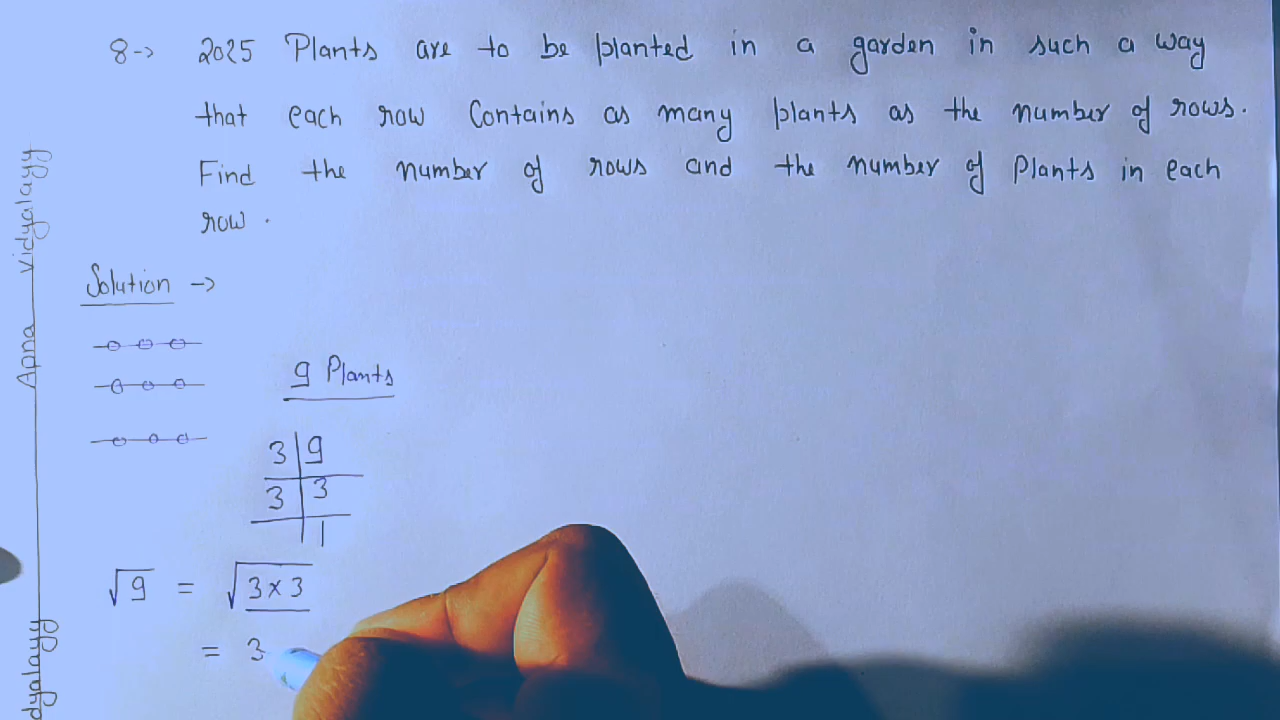 8-> 2025 Plants are to be planted in a garden in such a way
that each row Contains as many plants as the number of rows.
Find the number of rows and the number of Plants in each
row.
Solution ->
9 Plants
3 | 9
3 | 3
1
√9 = √3×3
= 3
Apna vidyalayy
dyalayy